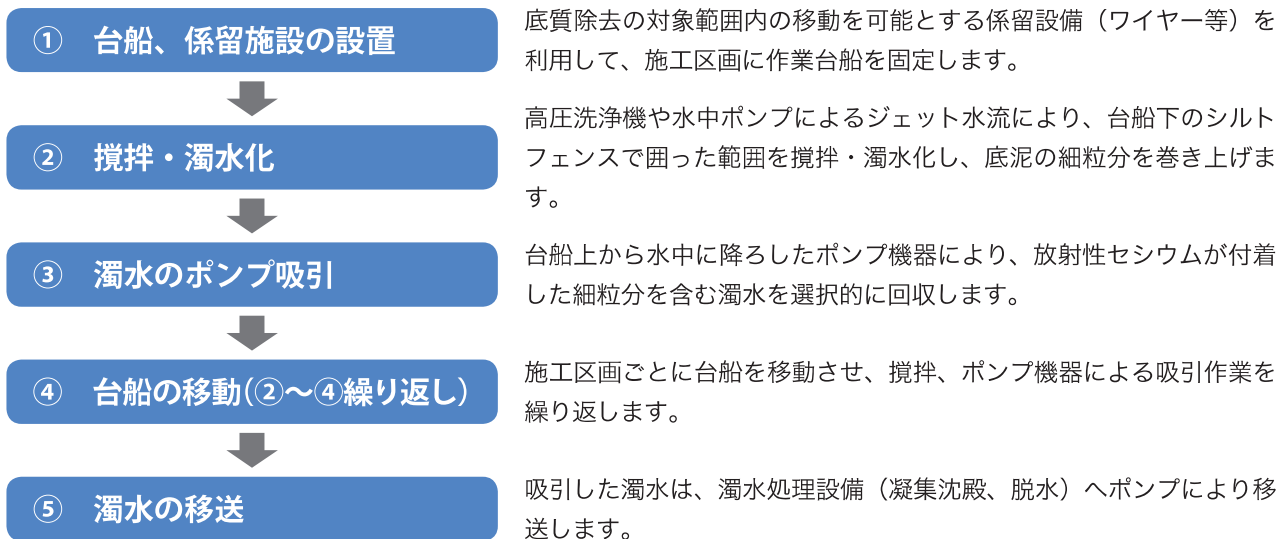 ① 台船、係留施設の設置
底質除去の対象範囲内の移動を可能とする係留設備（ワイヤー等）を
利用して、施工区画に作業台船を固定します。
② 撹拌・濁水化
高圧洗浄機や水中ポンプによるジェット水流により、台船下のシルト
フェンスで囲った範囲を撹拌・濁水化し、底泥の細粒分を巻き上げま
す。
③ 濁水のポンプ吸引
台船上から水中に降ろしたポンプ機器により、放射性セシウムが付着
した細粒分を含む濁水を選択的に回収します。
④ 台船の移動(②〜④繰り返し)
施工区画ごとに台船を移動させ、撹拌、ポンプ機器による吸引作業を
繰り返します。
⑤ 濁水の移送
吸引した濁水は、濁水処理設備（凝集沈殿、脱水）へポンプにより移
送します。